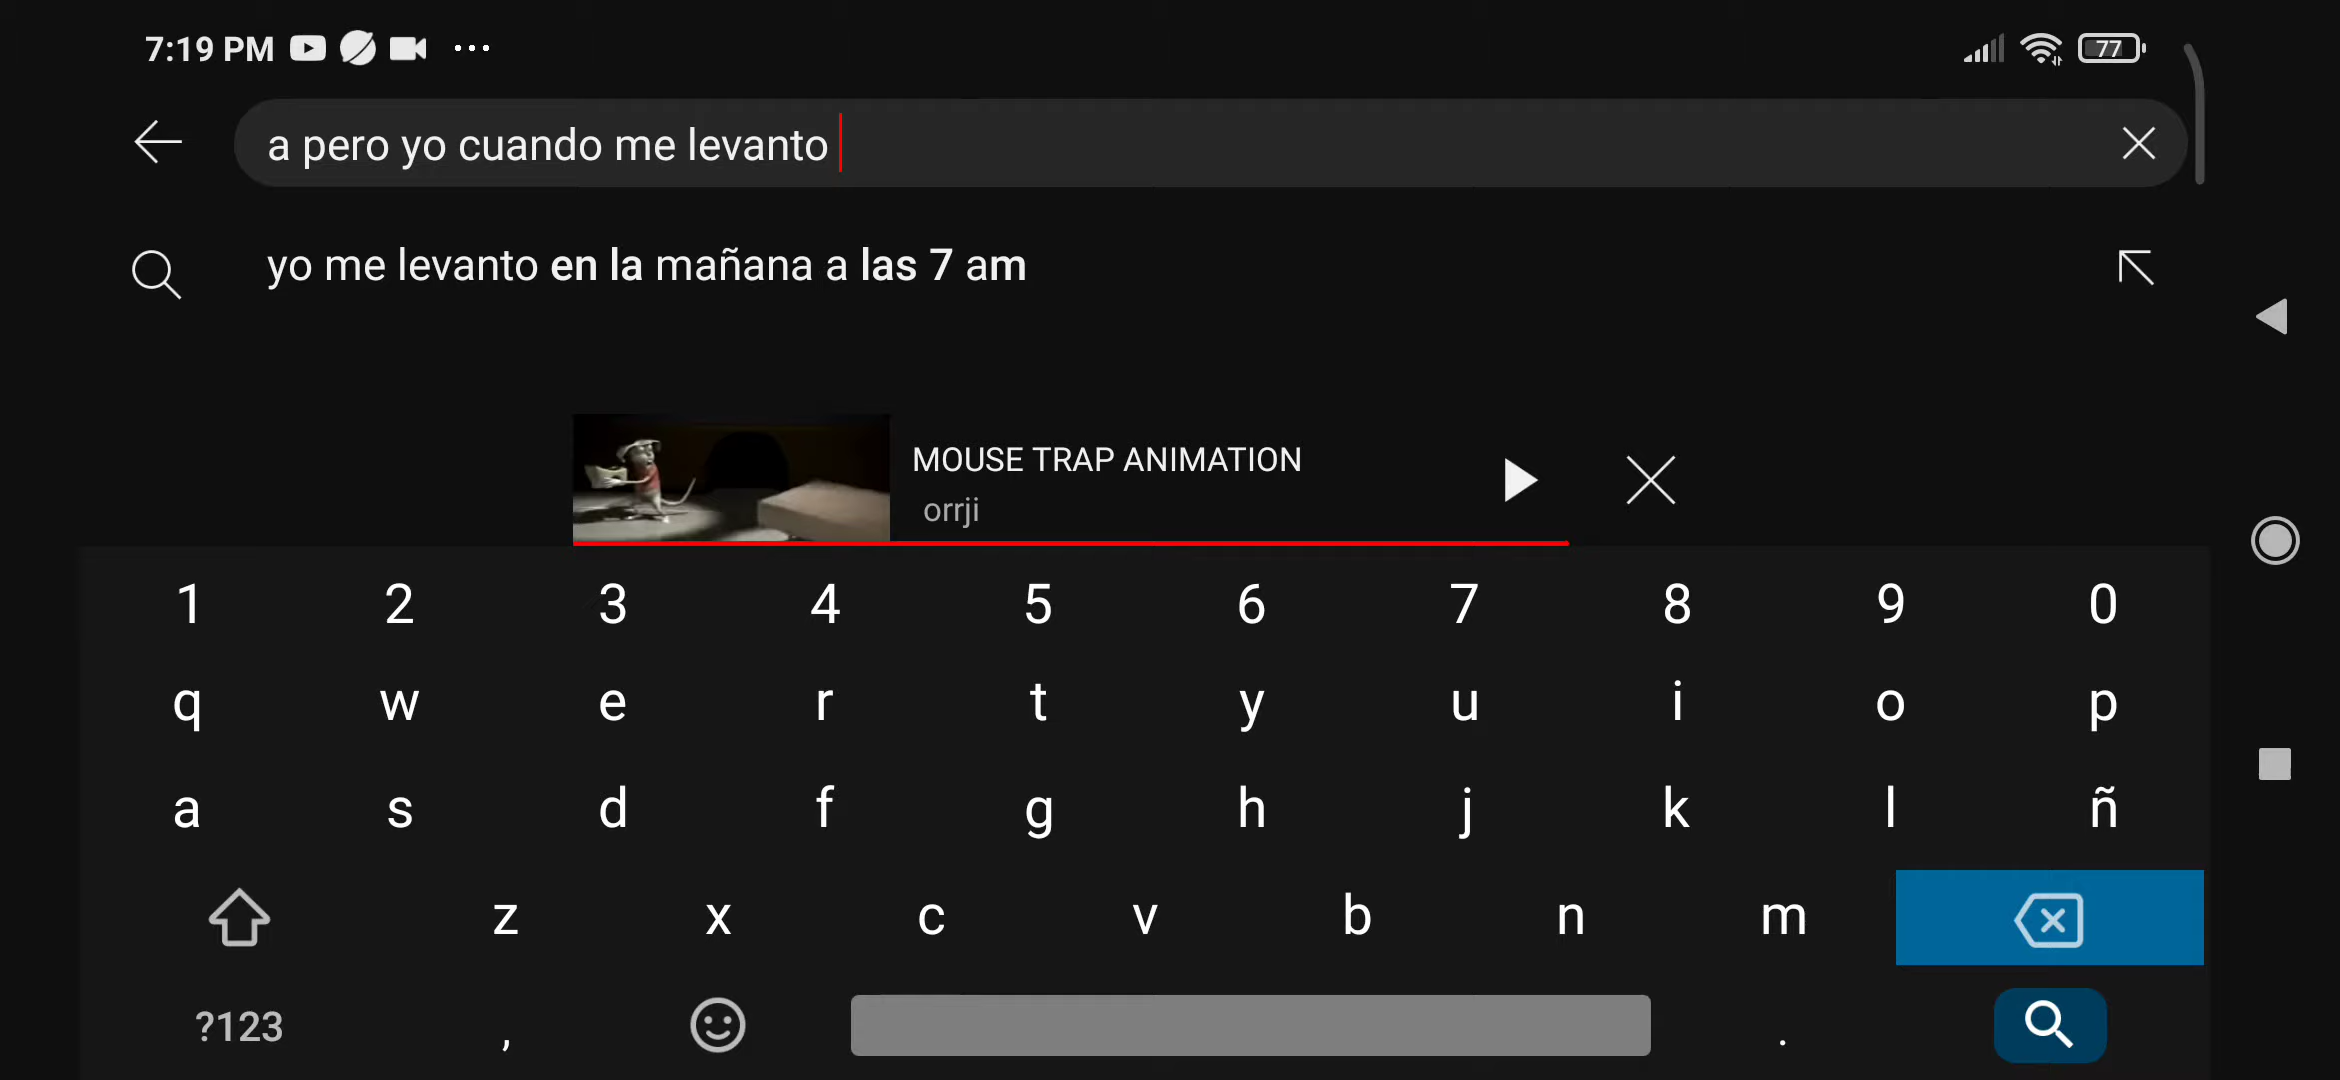 7:19 PM ... 77
a pero yo cuando me levanto
yo me levanto en la mañana a las 7 am
MOUSE TRAP ANIMATION
orrji
1 2 3 4 5 6 7 8 9 0
q w e r t y u i o p
a s d f g h j k l ñ
z x c v b n m
?123 , .